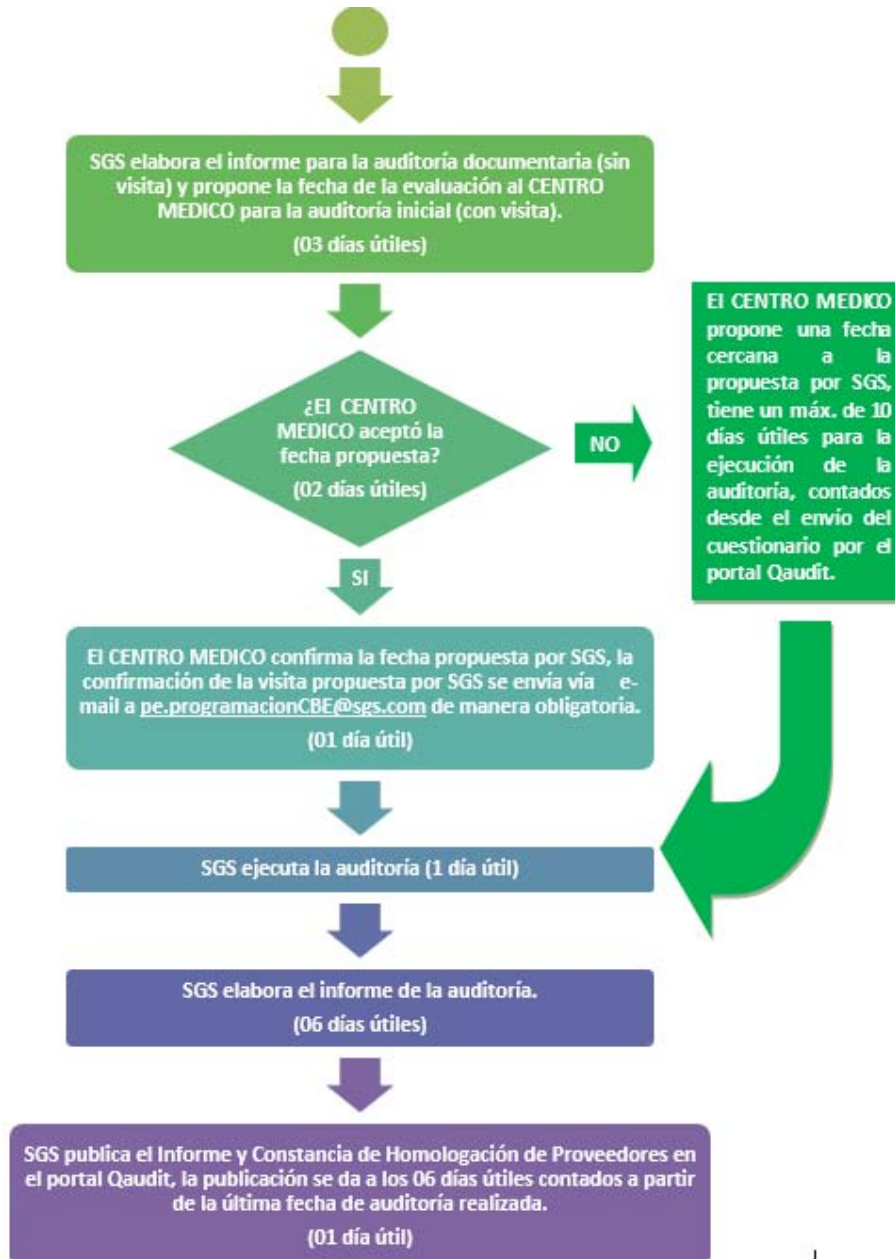 SGS elabora el informe para la auditoría documentaria (sin
visita) y propone la fecha de la evaluación al CENTRO
MEDICO para la auditoría inicial (con visita).
(03 días útiles)
¿El CENTRO
MEDICO aceptó la
fecha propuesta?
(02 días útiles)
NO
El CENTRO MEDICO
propone una fecha
cercana a la
propuesta por SGS,
tiene un máx. de 10
días útiles para la
ejecución de la
auditoría, contados
desde el envío del
cuestionario por el
portal Qaudit.
SI
El CENTRO MEDICO confirma la fecha propuesta por SGS, la
confirmación de la visita propuesta por SGS se envía vía e-
mail a pe.programacionCBE@sgs.com de manera obligatoria.
(01 día útil)
SGS ejecuta la auditoría (1 día útil)
SGS elabora el informe de la auditoría.
(06 días útiles)
SGS publica el Informe y Constancia de Homologación de Proveedores en
el portal Qaudit, la publicación se da a los 06 días útiles contados a partir
de la última fecha de auditoría realizada.
(01 día útil)